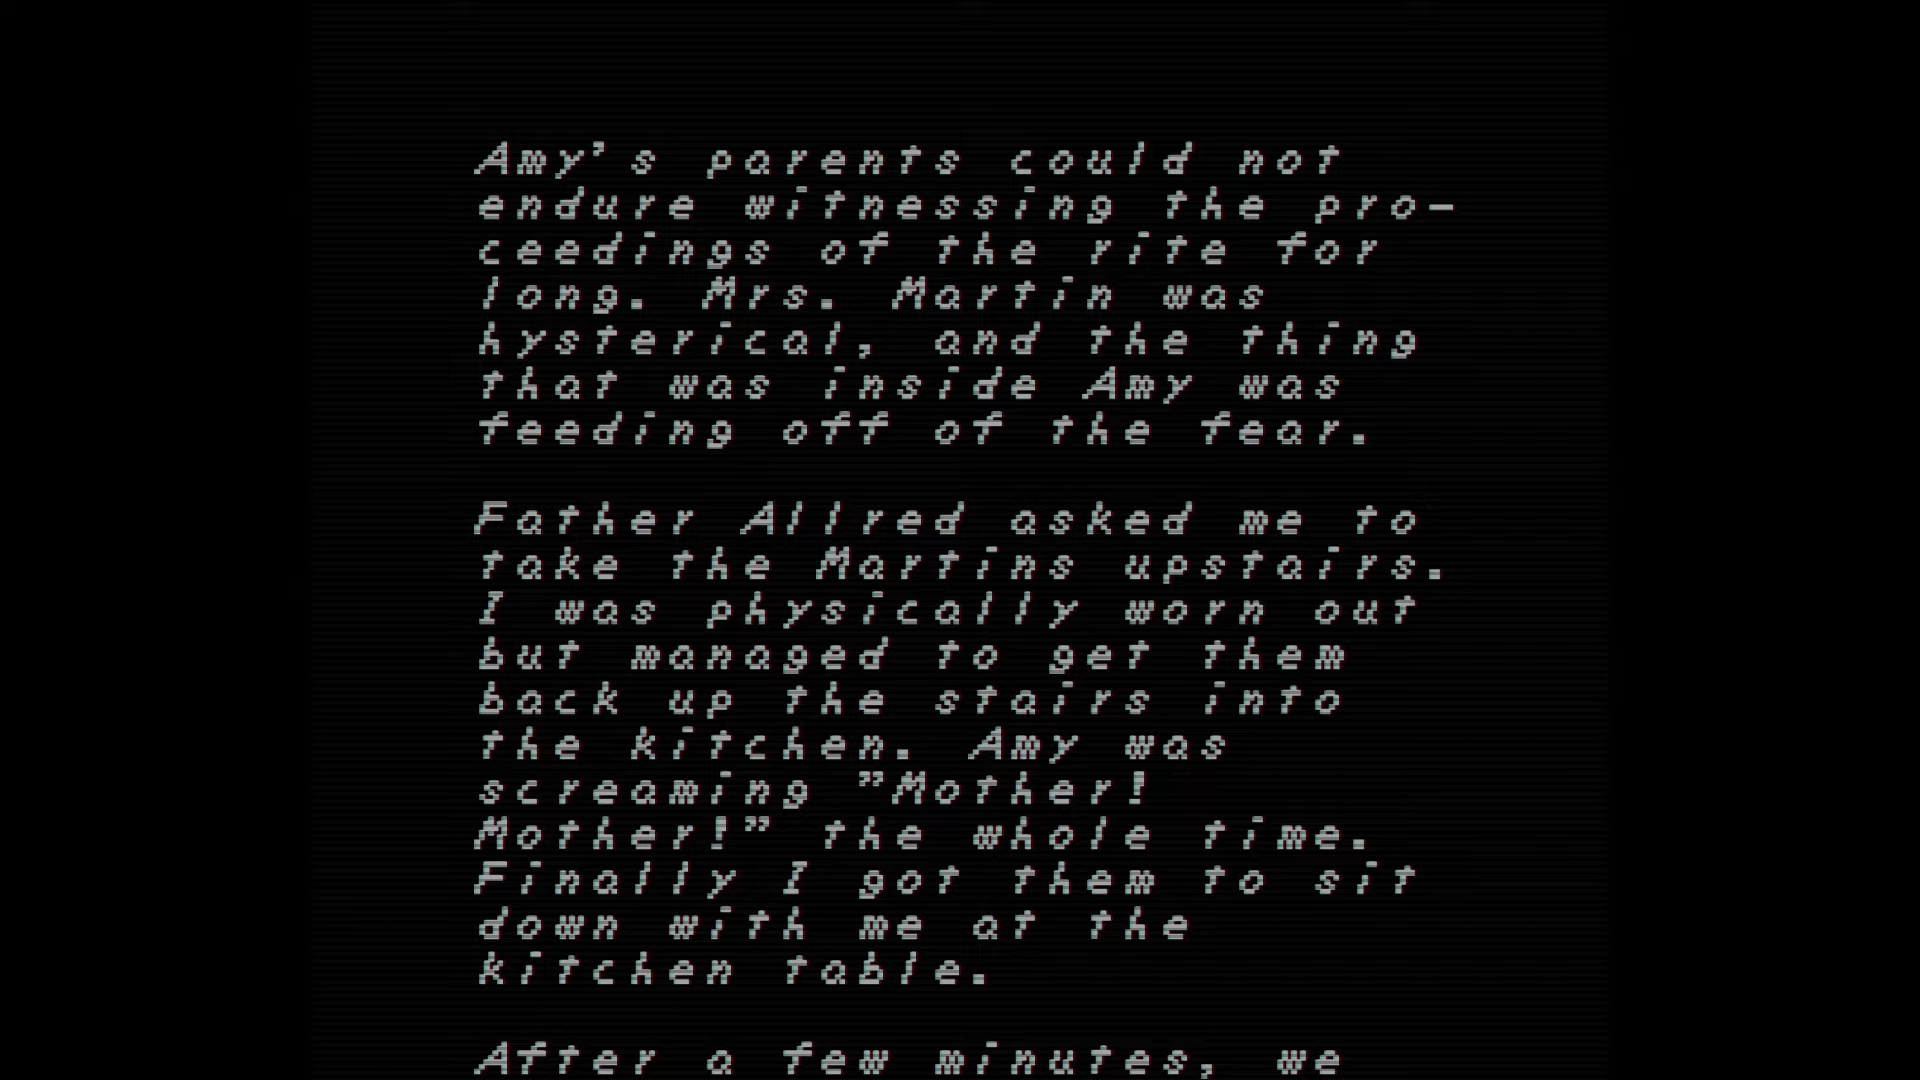 Amy's parents could not
endure witnessing the pro-
ceedings of the rite for
long. Mrs. Martin was
hysterical, and the thing
that was inside Amy was
feeding off of the fear.
Father Allred asked me to
take the Martins upstairs.
I was physically worn out
but managed to get them
back up the stairs into
the kitchen. Amy was
screaming "Mother!
Mother!" the whole time.
Finally I got them to sit
down with me at the
kitchen table.
After a few minutes, we